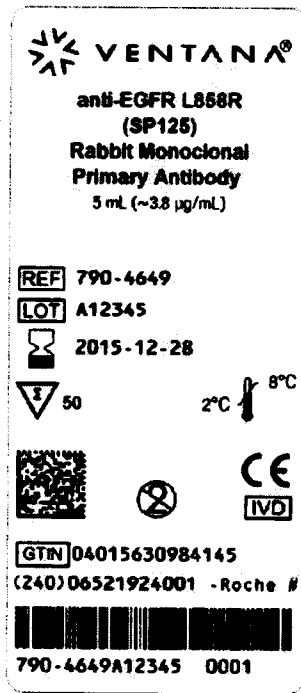 VENTANA®
anti-EGFR L858R
(SP125)
Rabbit Monoclonal
Primary Antibody
5 mL (~3.8 µg/mL)
REF 790-4649
LOT A12345
2015-12-28
Σ 50
2°C 8°C
CE
IVD
GTIN 04015630984145
(240)06521924001 -Roche #
790-4649A12345 0001